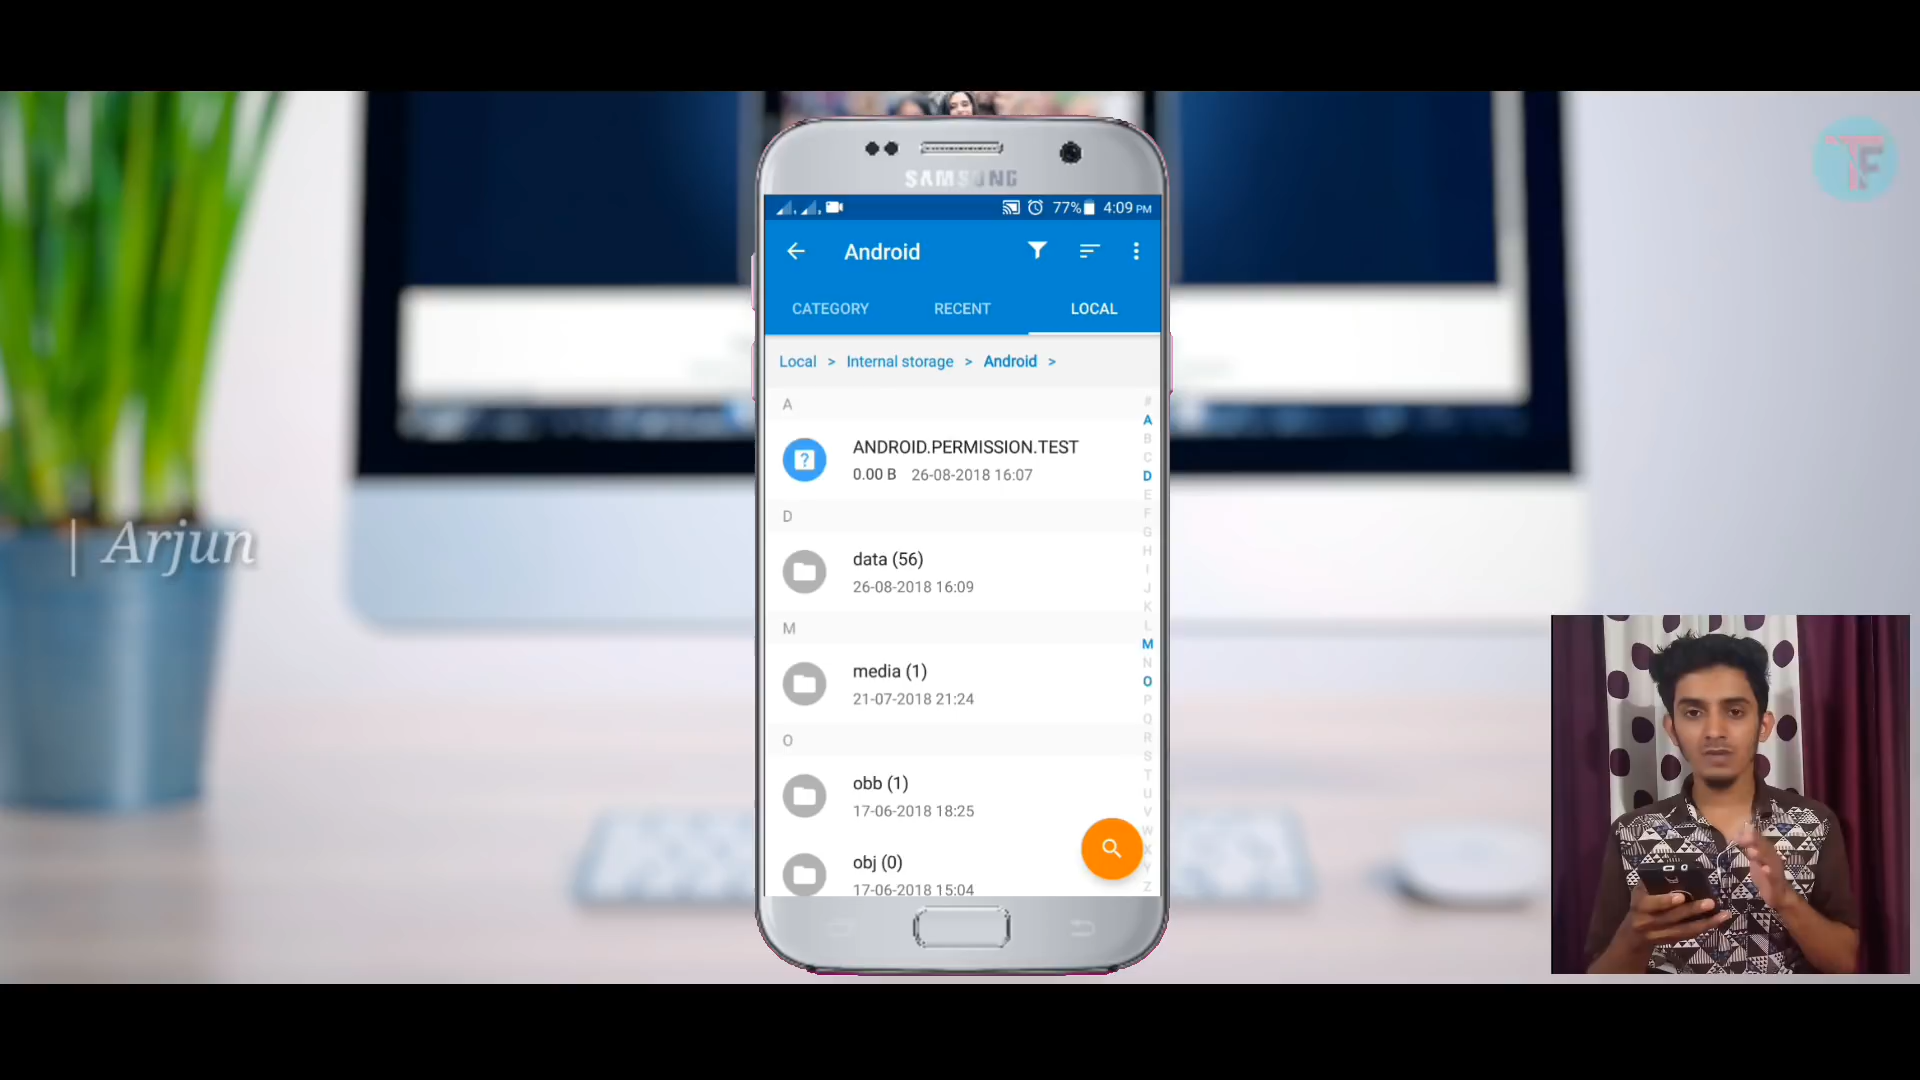 TF
SAMSUNG
77% 4:09 PM
Android
CATEGORY RECENT LOCAL
Local > Internal storage > Android >
A
ANDROID.PERMISSION.TEST
0.00 B 26-08-2018 16:07
D
data (56)
26-08-2018 16:09
M
media (1)
21-07-2018 21:24
O
obb (1)
17-06-2018 18:25
obj (0)
17-06-2018 15:04
#
A
B
C
D
E
F
G
H
I
J
K
L
M
N
O
P
Q
R
S
T
U
V
W
X
Y
Z
| Arjun